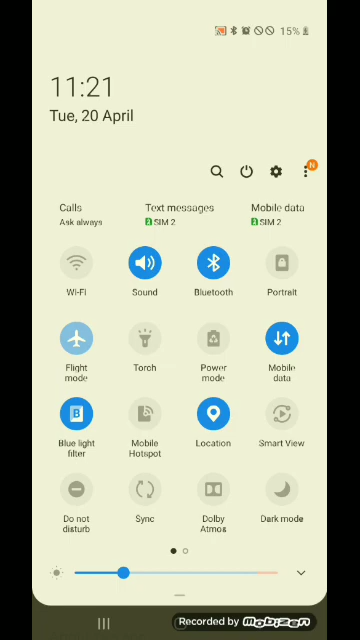 15%
11:21
Tue, 20 April
N
Calls
Text messages
Mobile data
Ask always
2 SIM 2
2 SIM 2
Wi-Fi
Sound
Bluetooth
Portrait
Flight
mode
Torch
Power
mode
Mobile
data
B
Blue light
filter
Mobile
Hotspot
Location
Smart View
Do not
disturb
Sync
Dolby
Atmos
Dark mode
Recorded by Mobizen